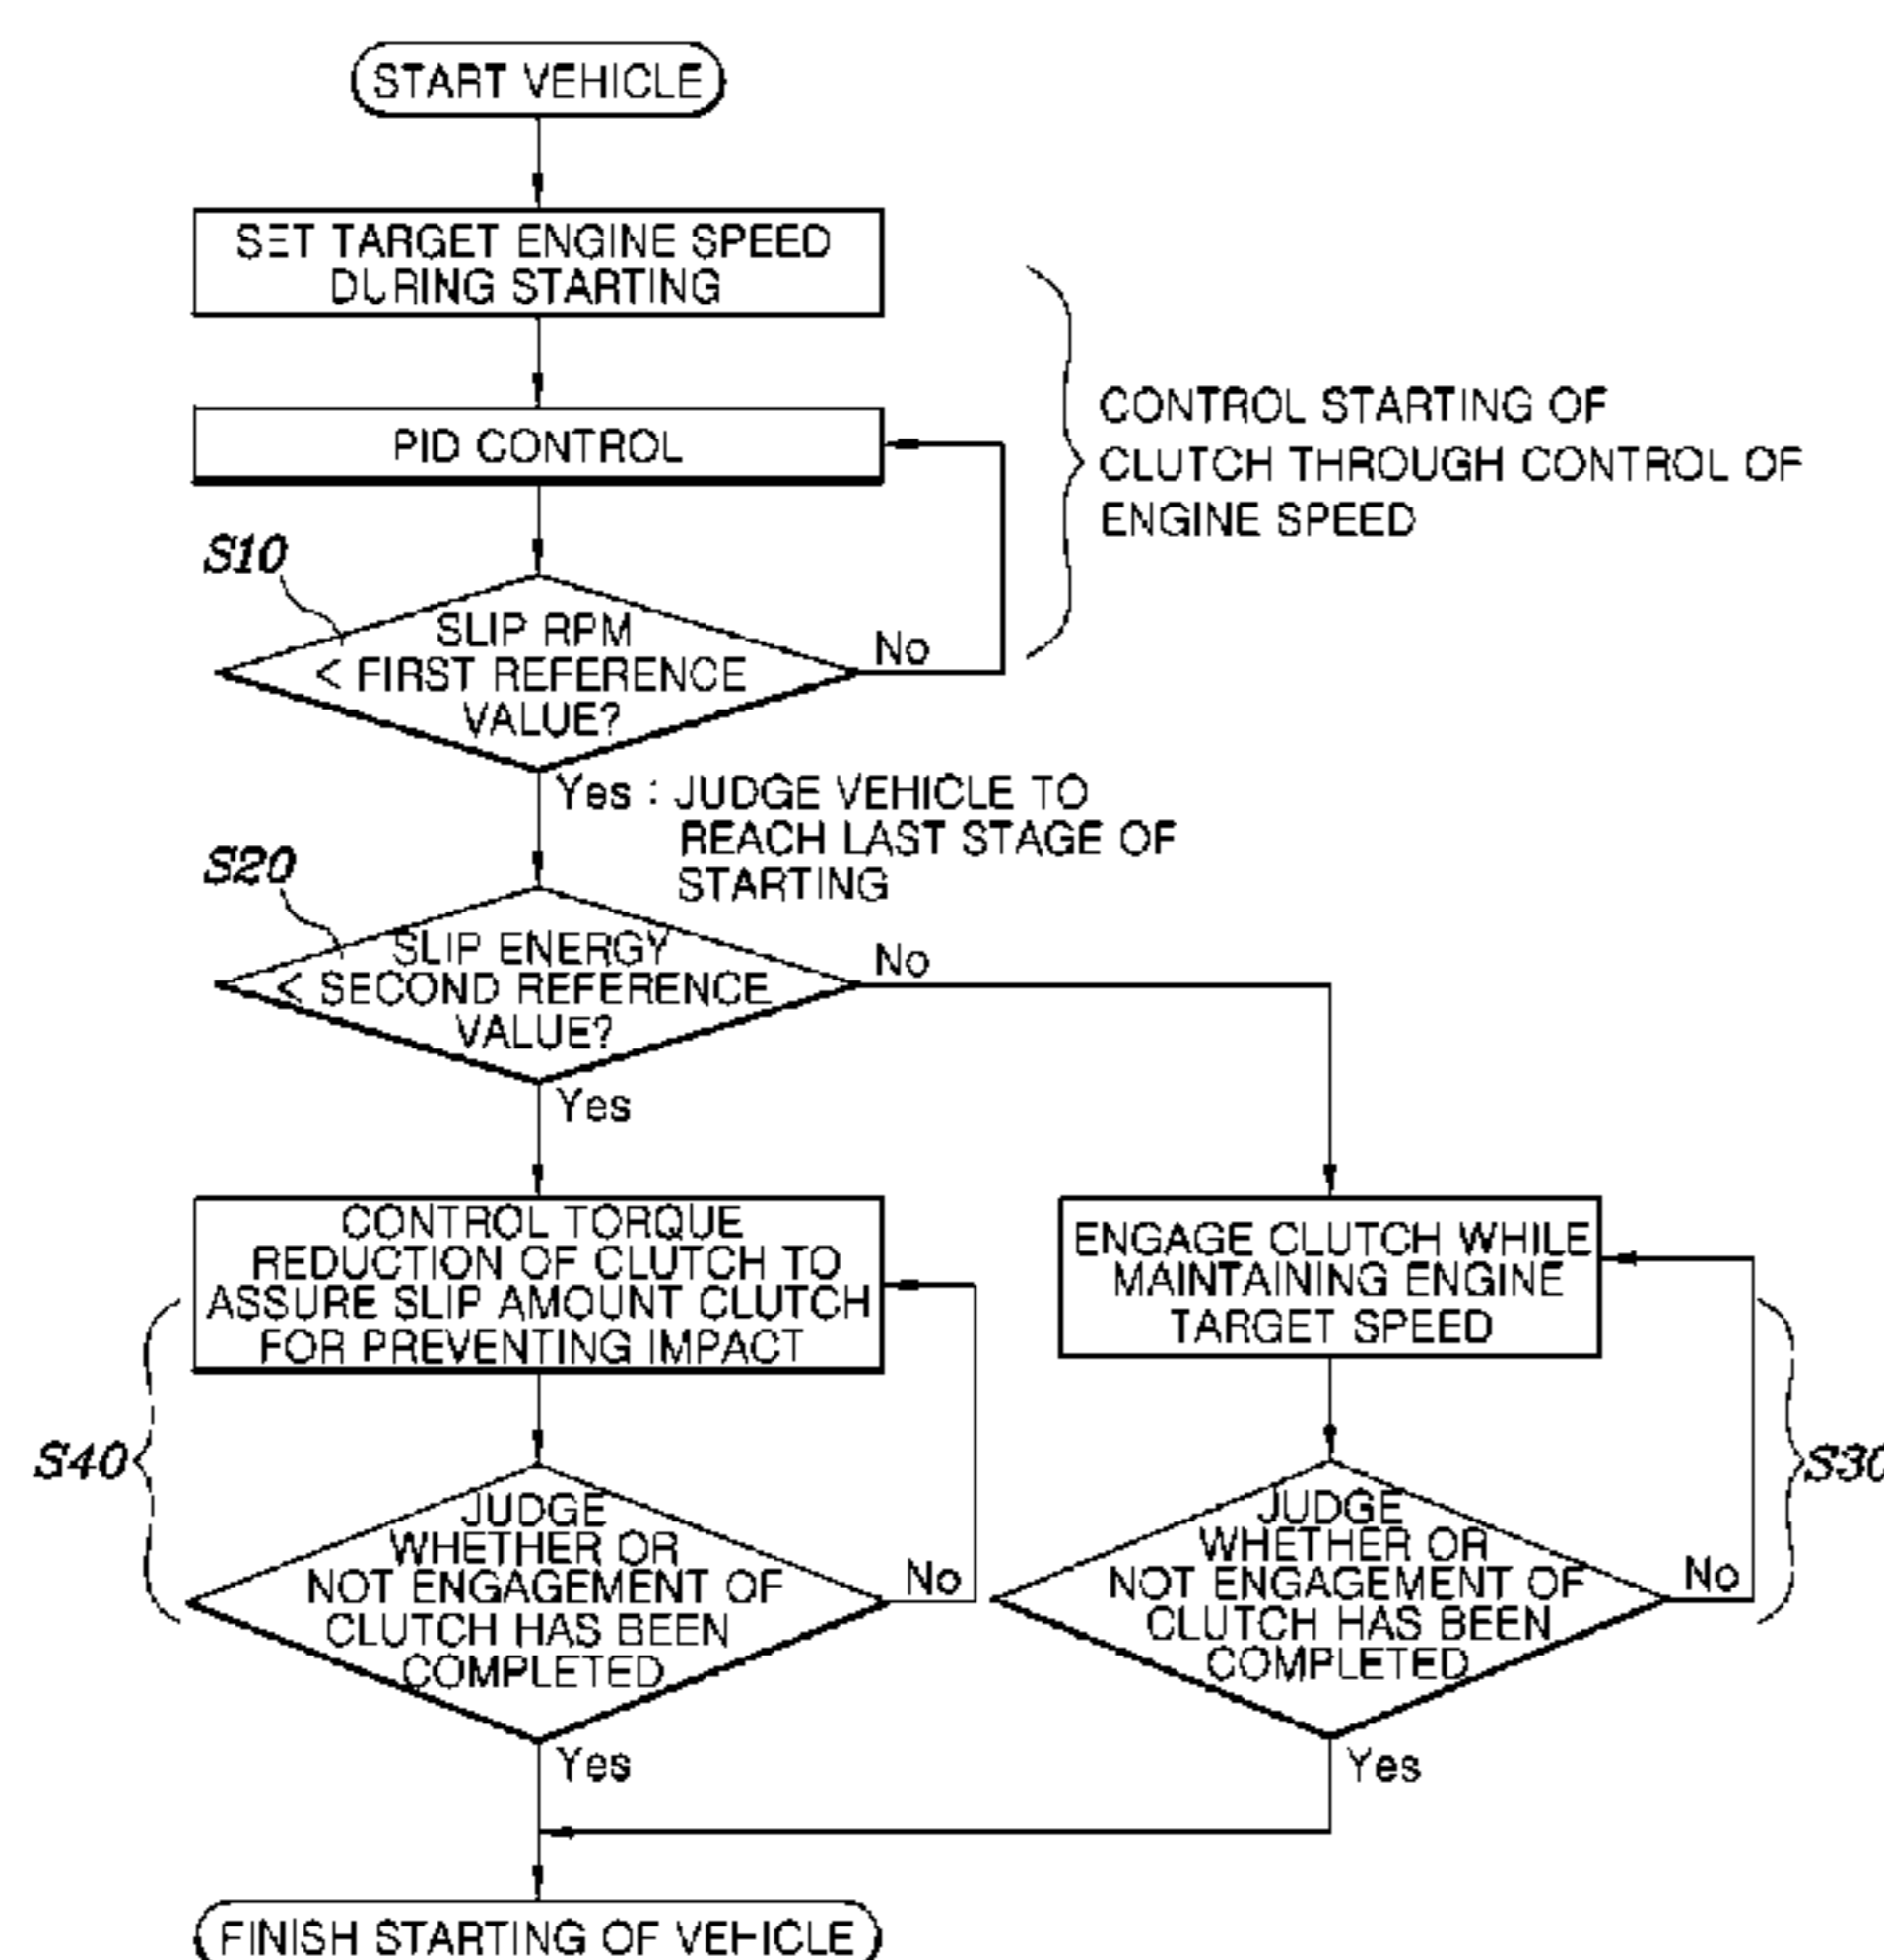 START VEHICLE
SET TARGET ENGINE SPEED
DURING STARTING
PID CONTROL
CONTROL STARTING OF
CLUTCH THROUGH CONTROL OF
ENGINE SPEED
S10
SLIP RPM
< FIRST REFERENCE
VALUE?
No
Yes : JUDGE VEHICLE TO
REACH LAST STAGE OF
STARTING
S20
SLIP ENERGY
< SECOND REFERENCE
VALUE?
No
Yes
CONTROL TORQUE
REDUCTION OF CLUTCH TO
ASSURE SLIP AMOUNT CLUTCH
FOR PREVENTING IMPACT
ENGAGE CLUTCH WHILE
MAINTAINING ENGINE
TARGET SPEED
S40
JUDGE
WHETHER OR
NOT ENGAGEMENT OF
CLUTCH HAS BEEN
COMPLETED
No
Yes
JUDGE
WHETHER OR
NOT ENGAGEMENT OF
CLUTCH HAS BEEN
COMPLETED
No
Yes
S30
FINISH STARTING OF VEHICLE